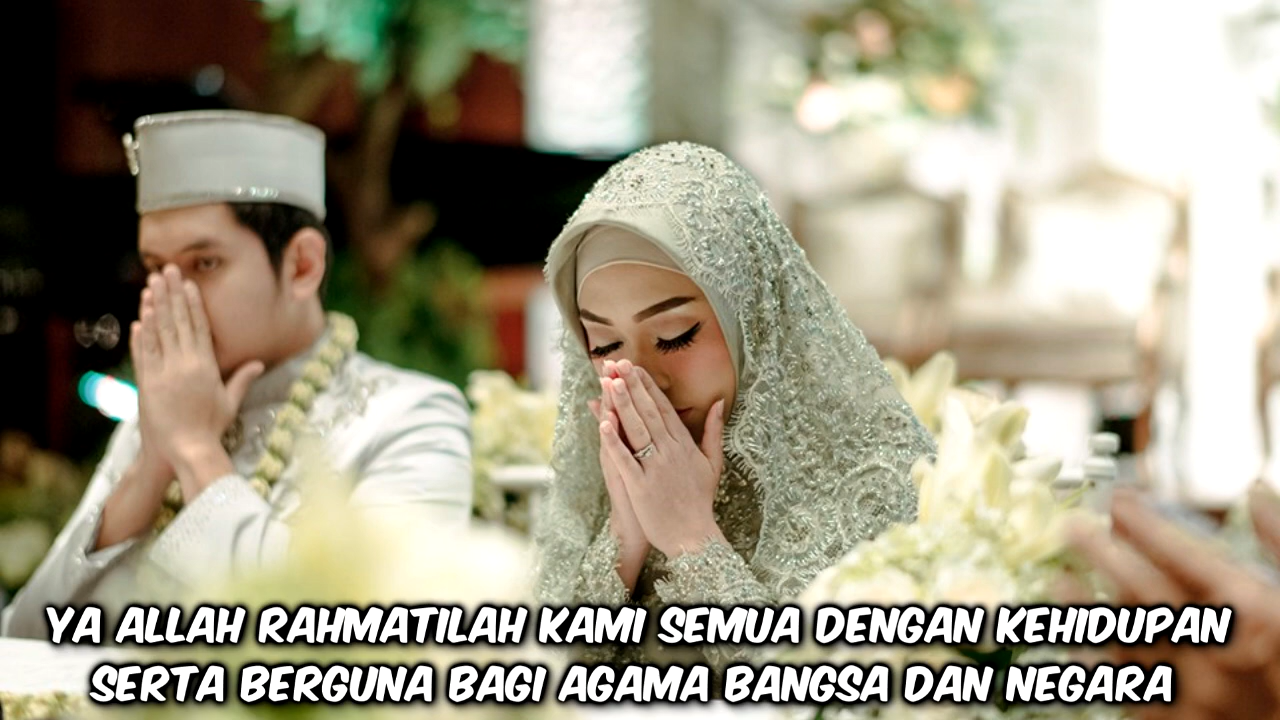 YA ALLAH RAHMATILAH KAMI SEMUA DENGAN KEHIDUPAN
SERTA BERGUNA BAGI AGAMA BANGSA DAN NEGARA